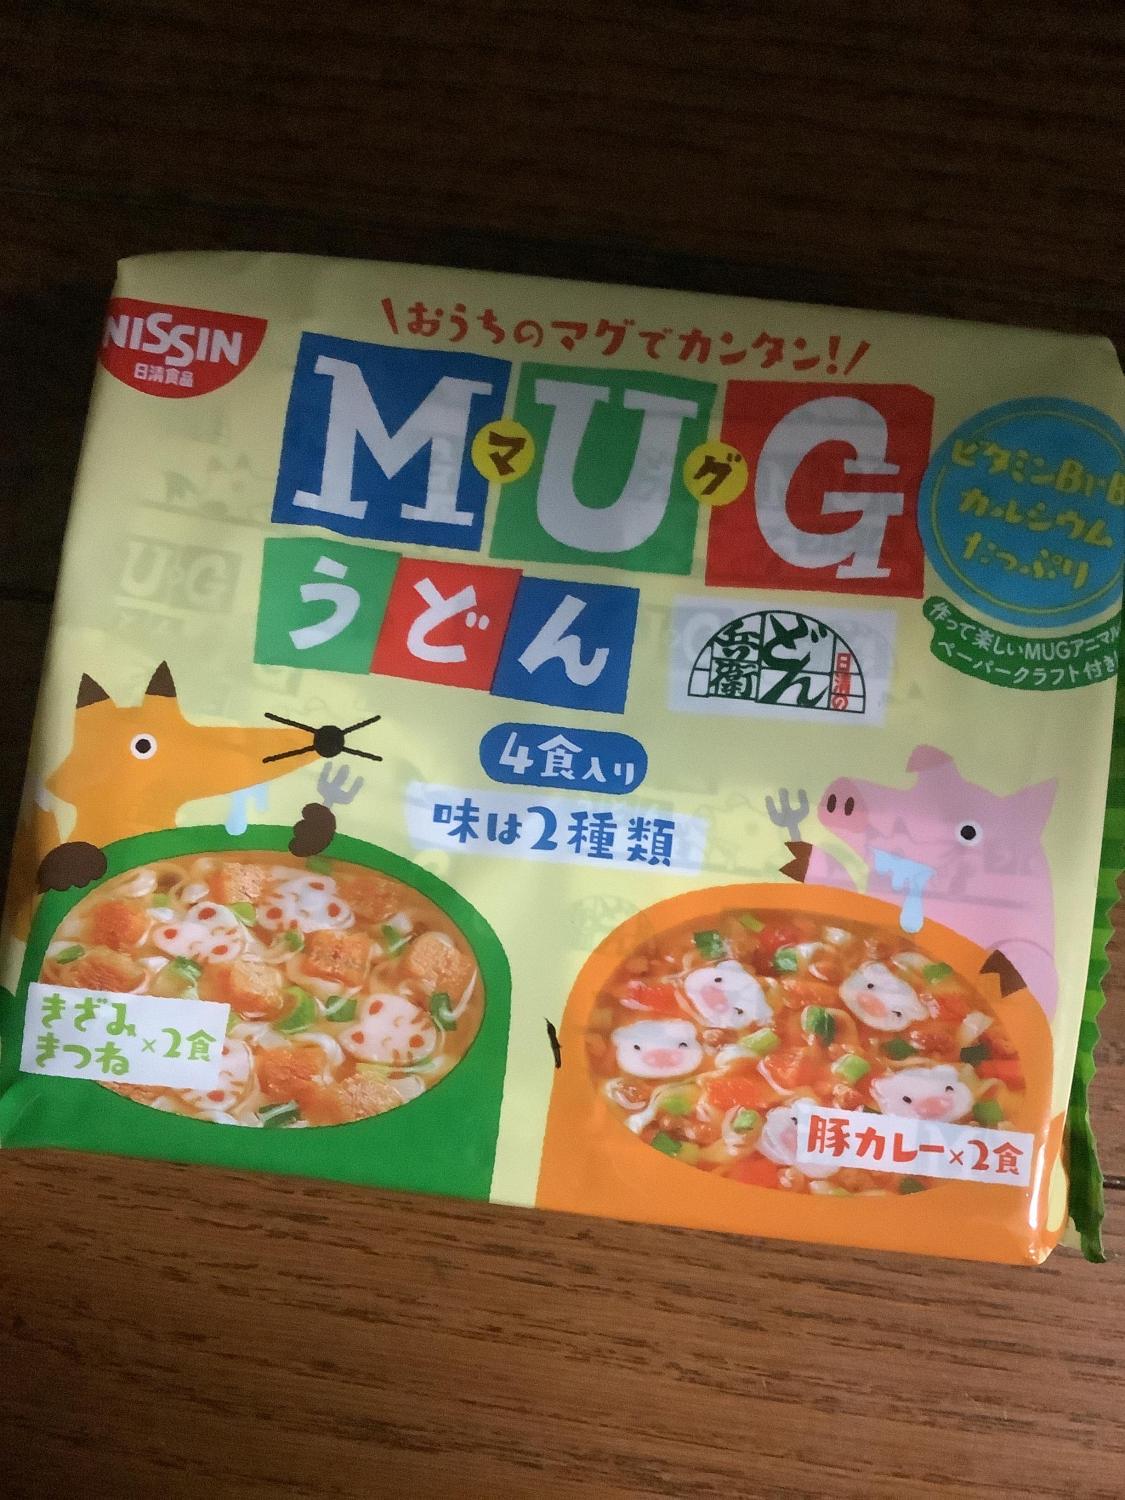 おうちのマグでカンタン!
NISSIN
日清食品
MUG
マグ
うどん
日清の
どん兵衛
ビタミンB1・B
カルシウム
たっぷり
作って楽しいMUGアニマル
ペーパークラフト付き!
4食入り
味は2種類
きざみ
きつね×2食
豚カレー×2食